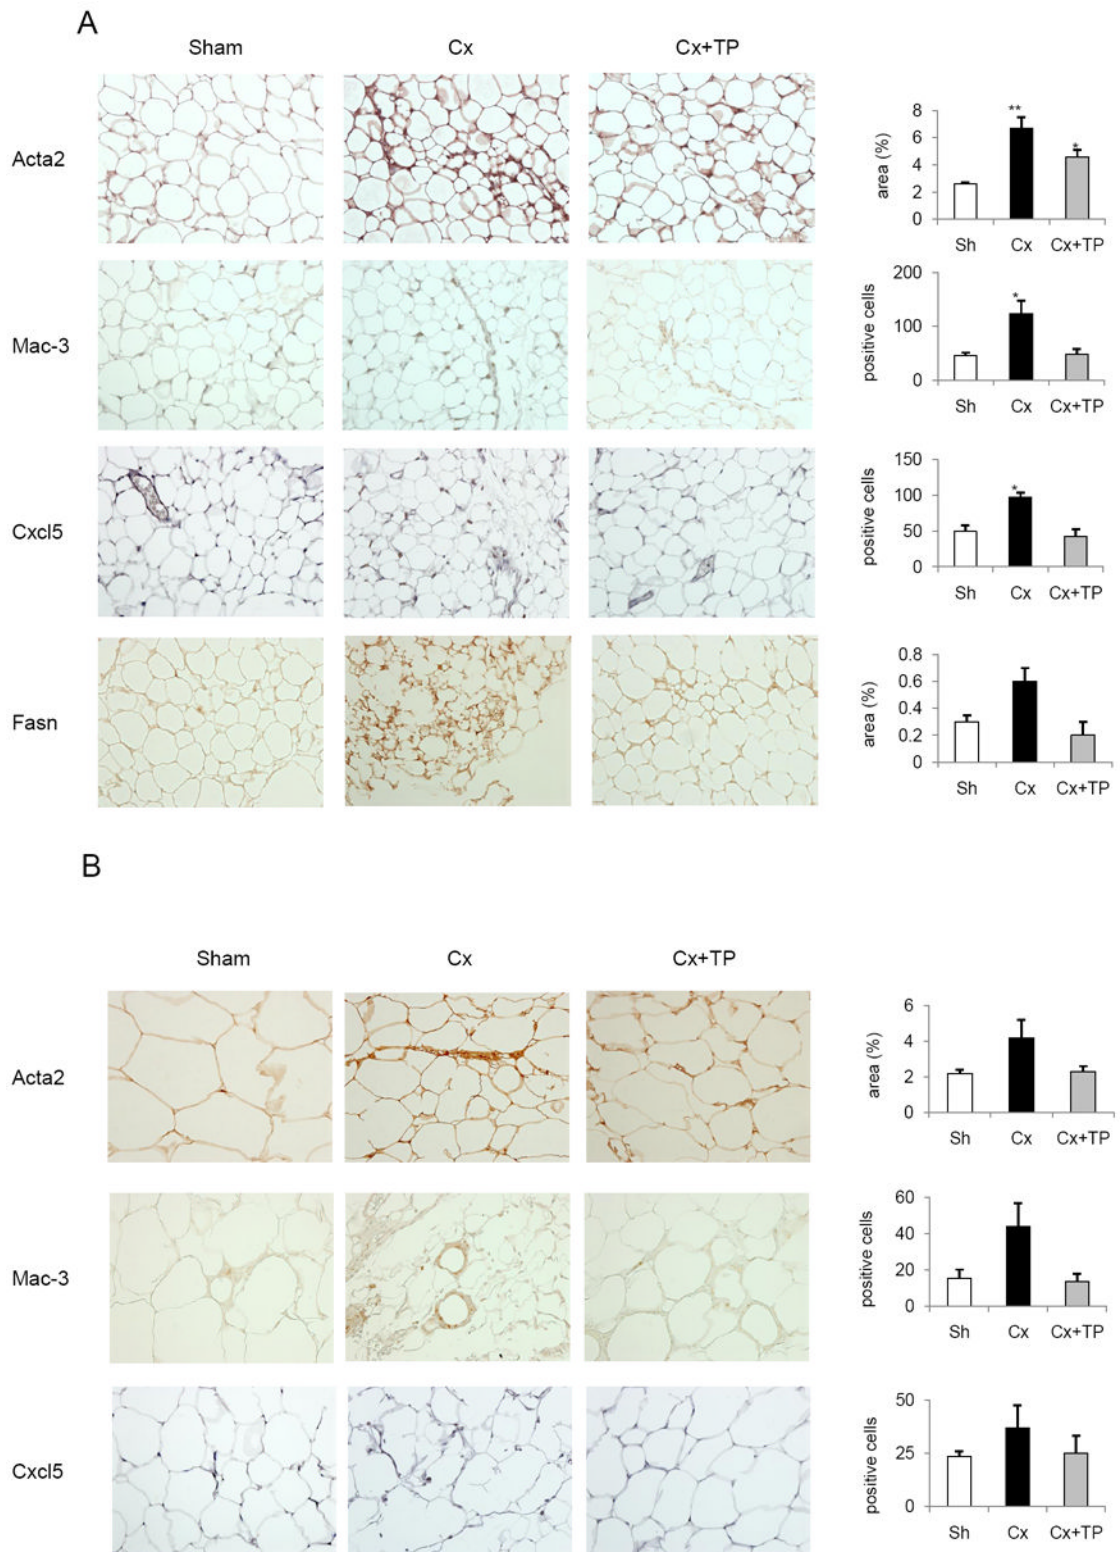 A
Sham Cx Cx+TP
Acta2
area (%)
8
6
4
2
0
**
*
Sh Cx Cx+TP
Mac-3
positive cells
200
100
0
*
Sh Cx Cx+TP
Cxcl5
positive cells
150
100
50
0
*
Sh Cx Cx+TP
Fasn
area (%)
0.8
0.6
0.4
0.2
0
Sh Cx Cx+TP
B
Sham Cx Cx+TP
Acta2
area (%)
6
4
2
0
Sh Cx Cx+TP
Mac-3
positive cells
60
40
20
0
Sh Cx Cx+TP
Cxcl5
positive cells
50
25
0
Sh Cx Cx+TP